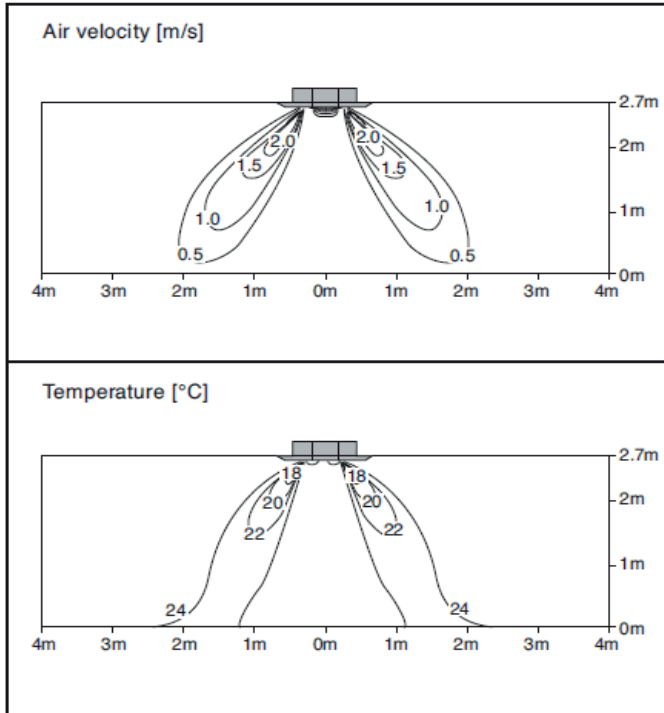 Air velocity [m/s]
2.7m
2.0 2.0
2m
1.5 1.5
1.0 1.0
1m
0.5 0.5
0m
4m 3m 2m 1m 0m 1m 2m 3m 4m
Temperature [°C]
2.7m
18 18
20 20
2m
22 22
1m
24 24
0m
4m 3m 2m 1m 0m 1m 2m 3m 4m